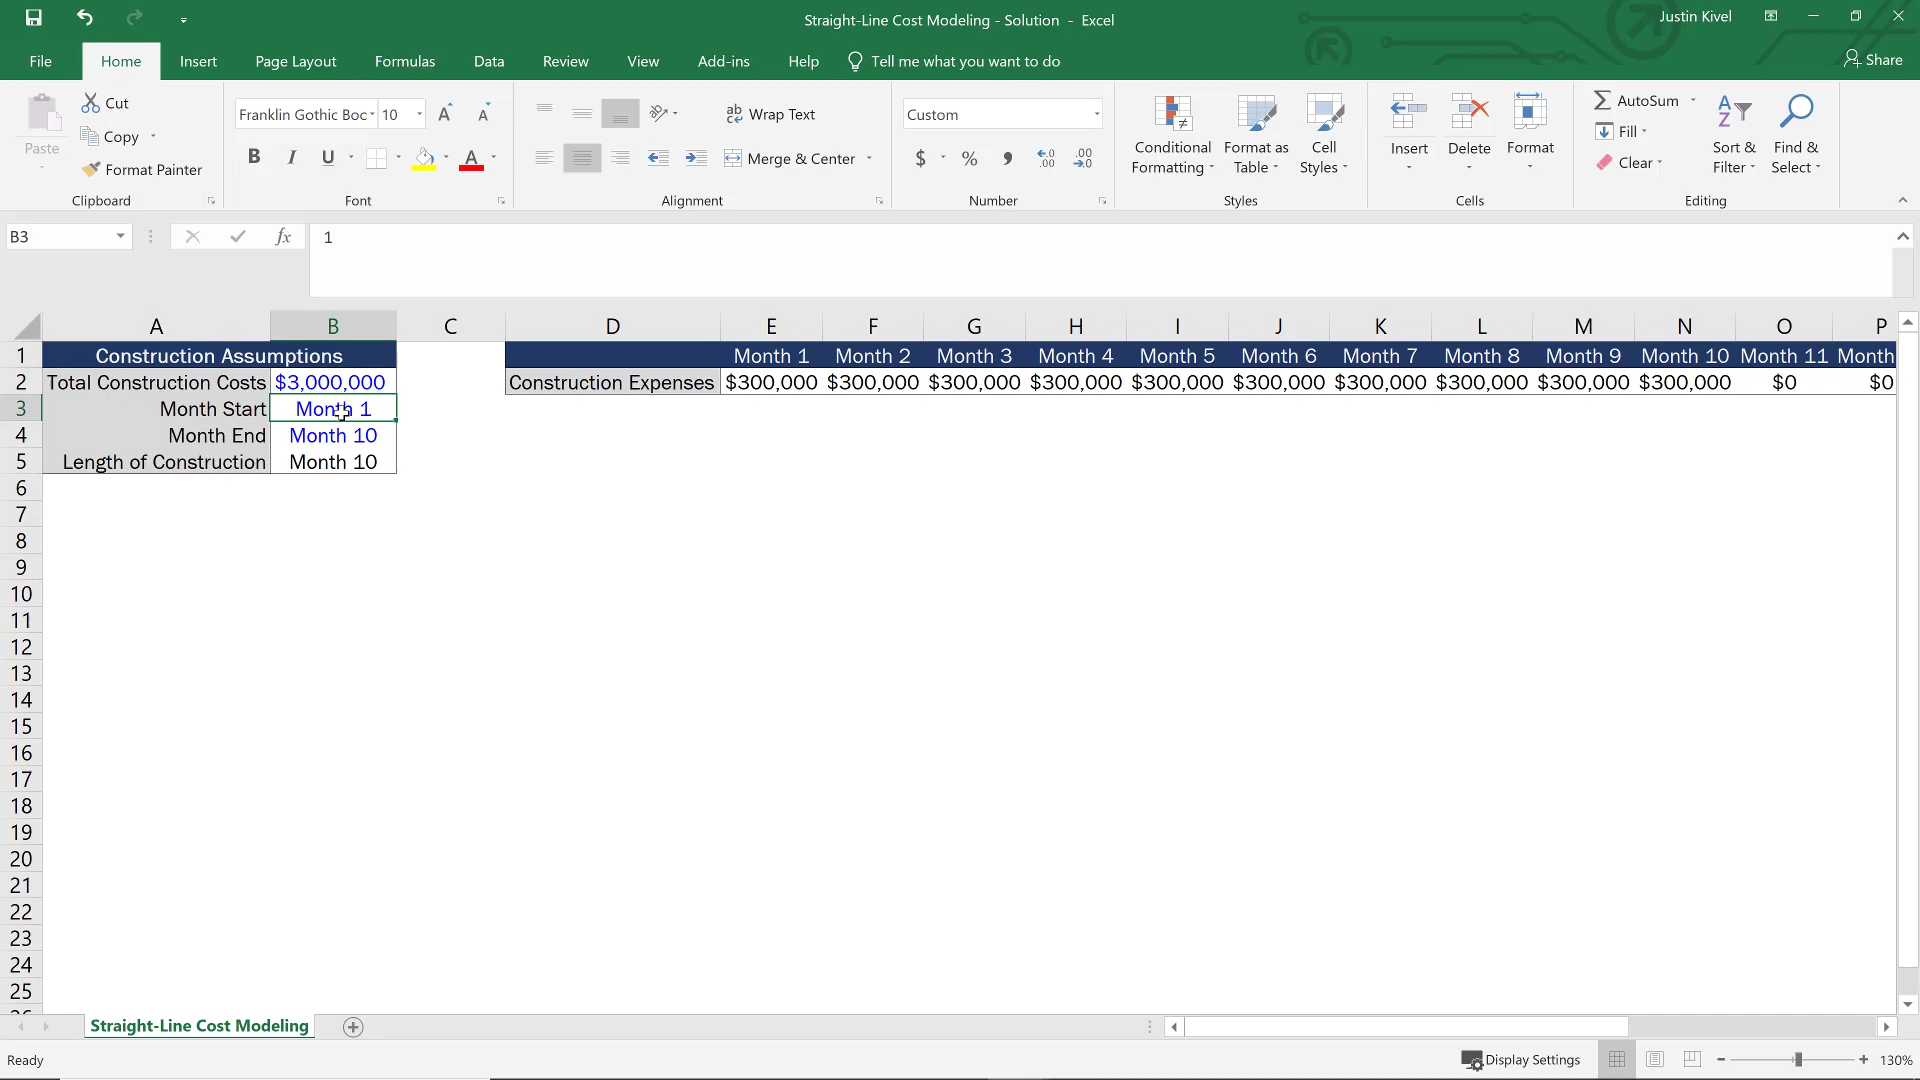 Straight-Line Cost Modeling - Solution - Excel
Justin Kivel
File Home Insert Page Layout Formulas Data Review View Add-ins Help Tell me what you want to do Share
Paste
Cut
Copy
Format Painter
Clipboard
Franklin Gothic Boc 10 A A
B I U A
Font
ab Wrap Text
Merge & Center
Alignment
Custom
$ % , .00 .00
Number
Conditional Formatting
Format as Table
Cell Styles
Styles
Insert Delete Format
Cells
AutoSum
Fill
Clear
Sort & Filter
Find & Select
Editing
B3 fx 1
A B C D E F G H I J K L M N O P
1 Construction Assumptions Month 1 Month 2 Month 3 Month 4 Month 5 Month 6 Month 7 Month 8 Month 9 Month 10 Month 11 Month
2 Total Construction Costs $3,000,000 Construction Expenses $300,000 $300,000 $300,000 $300,000 $300,000 $300,000 $300,000 $300,000 $300,000 $300,000 $0 $0
3 Month Start Month 1
4 Month End Month 10
5 Length of Construction Month 10
6
7
8
9
10
11
12
13
14
15
16
17
18
19
20
21
22
23
24
25
Straight-Line Cost Modeling
Ready Display Settings 130%